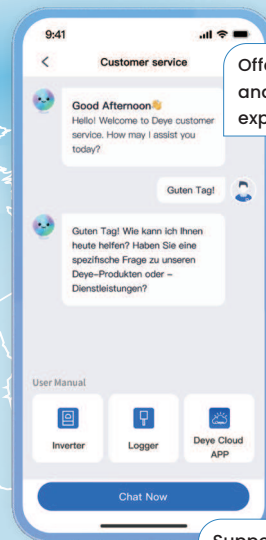 9:41
Customer service
Offe
and
exp
Good Afternoon👋
Hello! Welcome to Deye customer
service. How may I assist you
today?
Guten Tag!
Guten Tag! Wie kann ich Ihnen
heute helfen? Haben Sie eine
spezifische Frage zu unseren
Deye-Produkten oder -
Dienstleistungen?
User Manual
Inverter
Logger
Deye Cloud
APP
Chat Now